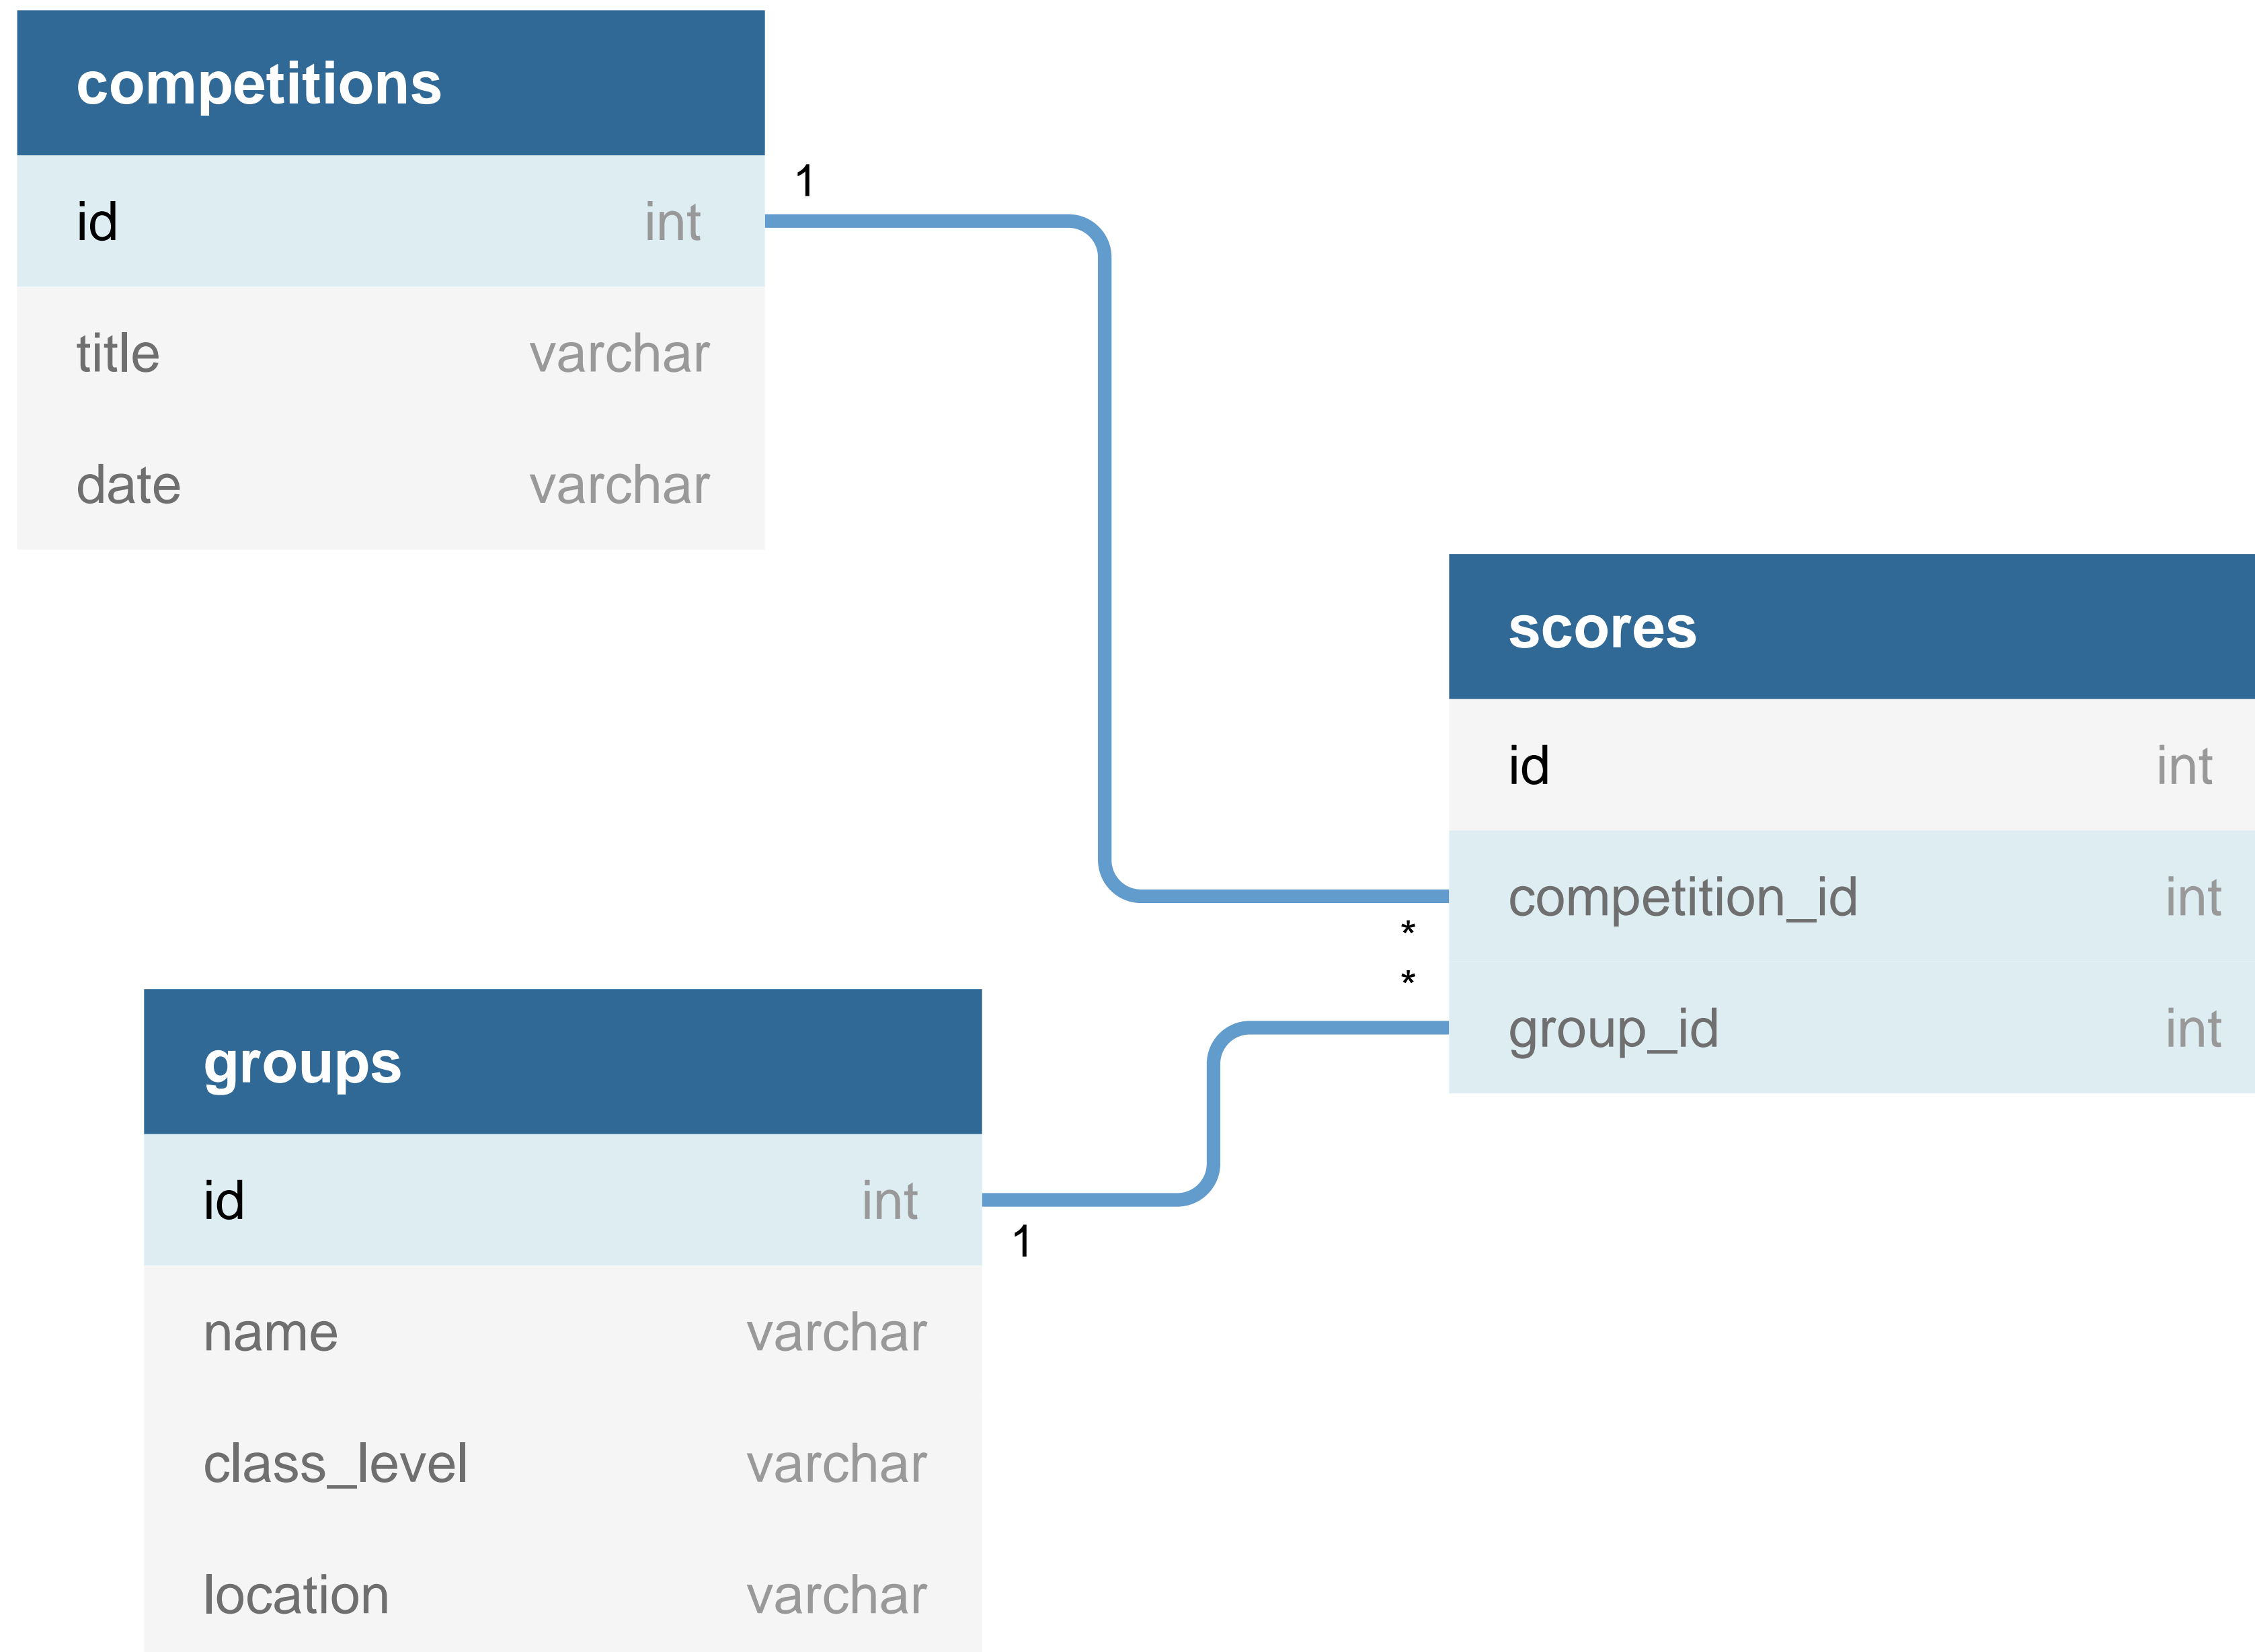 competitions
id int
title varchar
date varchar
1
scores
id int
competition_id int
group_id int
*
*
groups
id int
name varchar
class_level varchar
location varchar
1